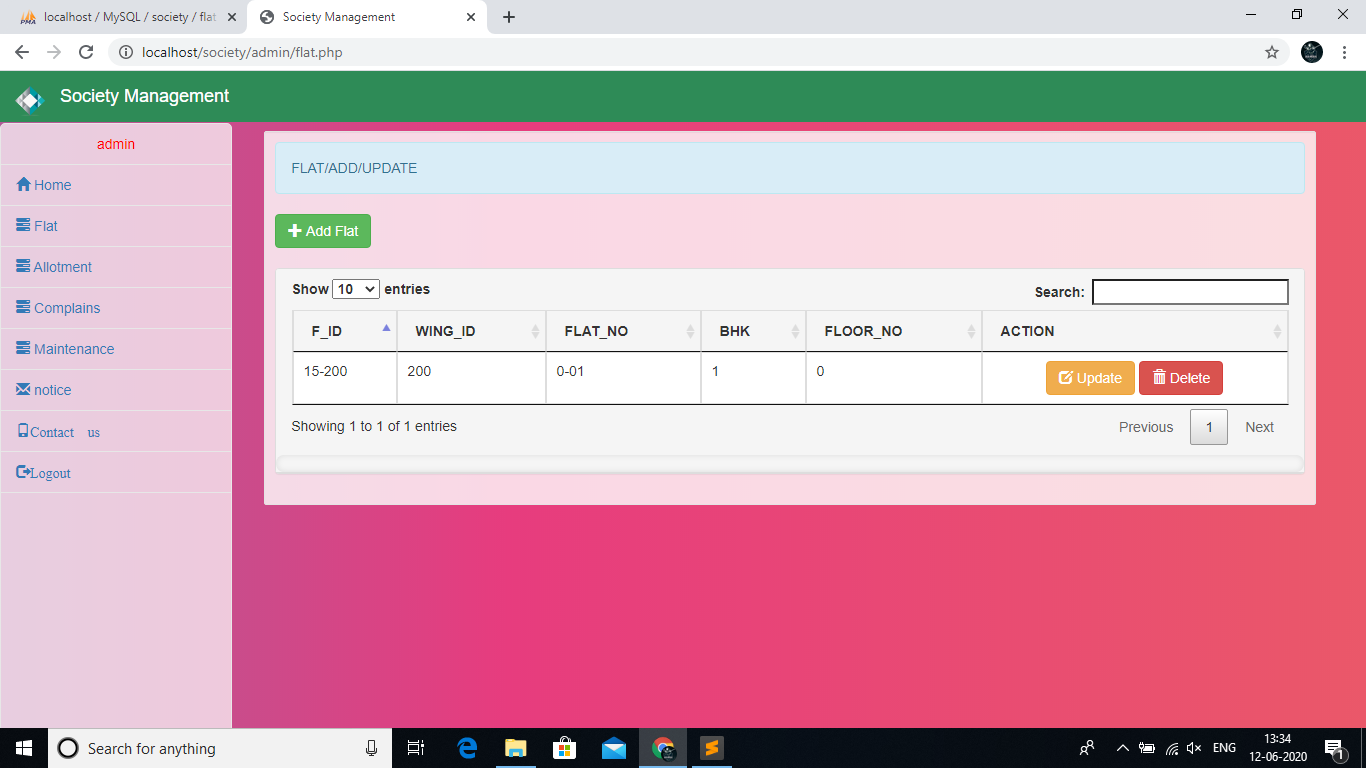 localhost / MySQL / society / flat
Society Management
localhost/society/admin/flat.php
Society Management
admin
Home
Flat
Allotment
Complains
Maintenance
notice
Contact us
Logout
FLAT/ADD/UPDATE
Add Flat
Show 10 entries
Search:
F_ID WING_ID FLAT_NO BHK FLOOR_NO ACTION
15-200 200 0-01 1 0 Update Delete
Showing 1 to 1 of 1 entries
Previous 1 Next
Search for anything
ENG
13:34
12-06-2020
1